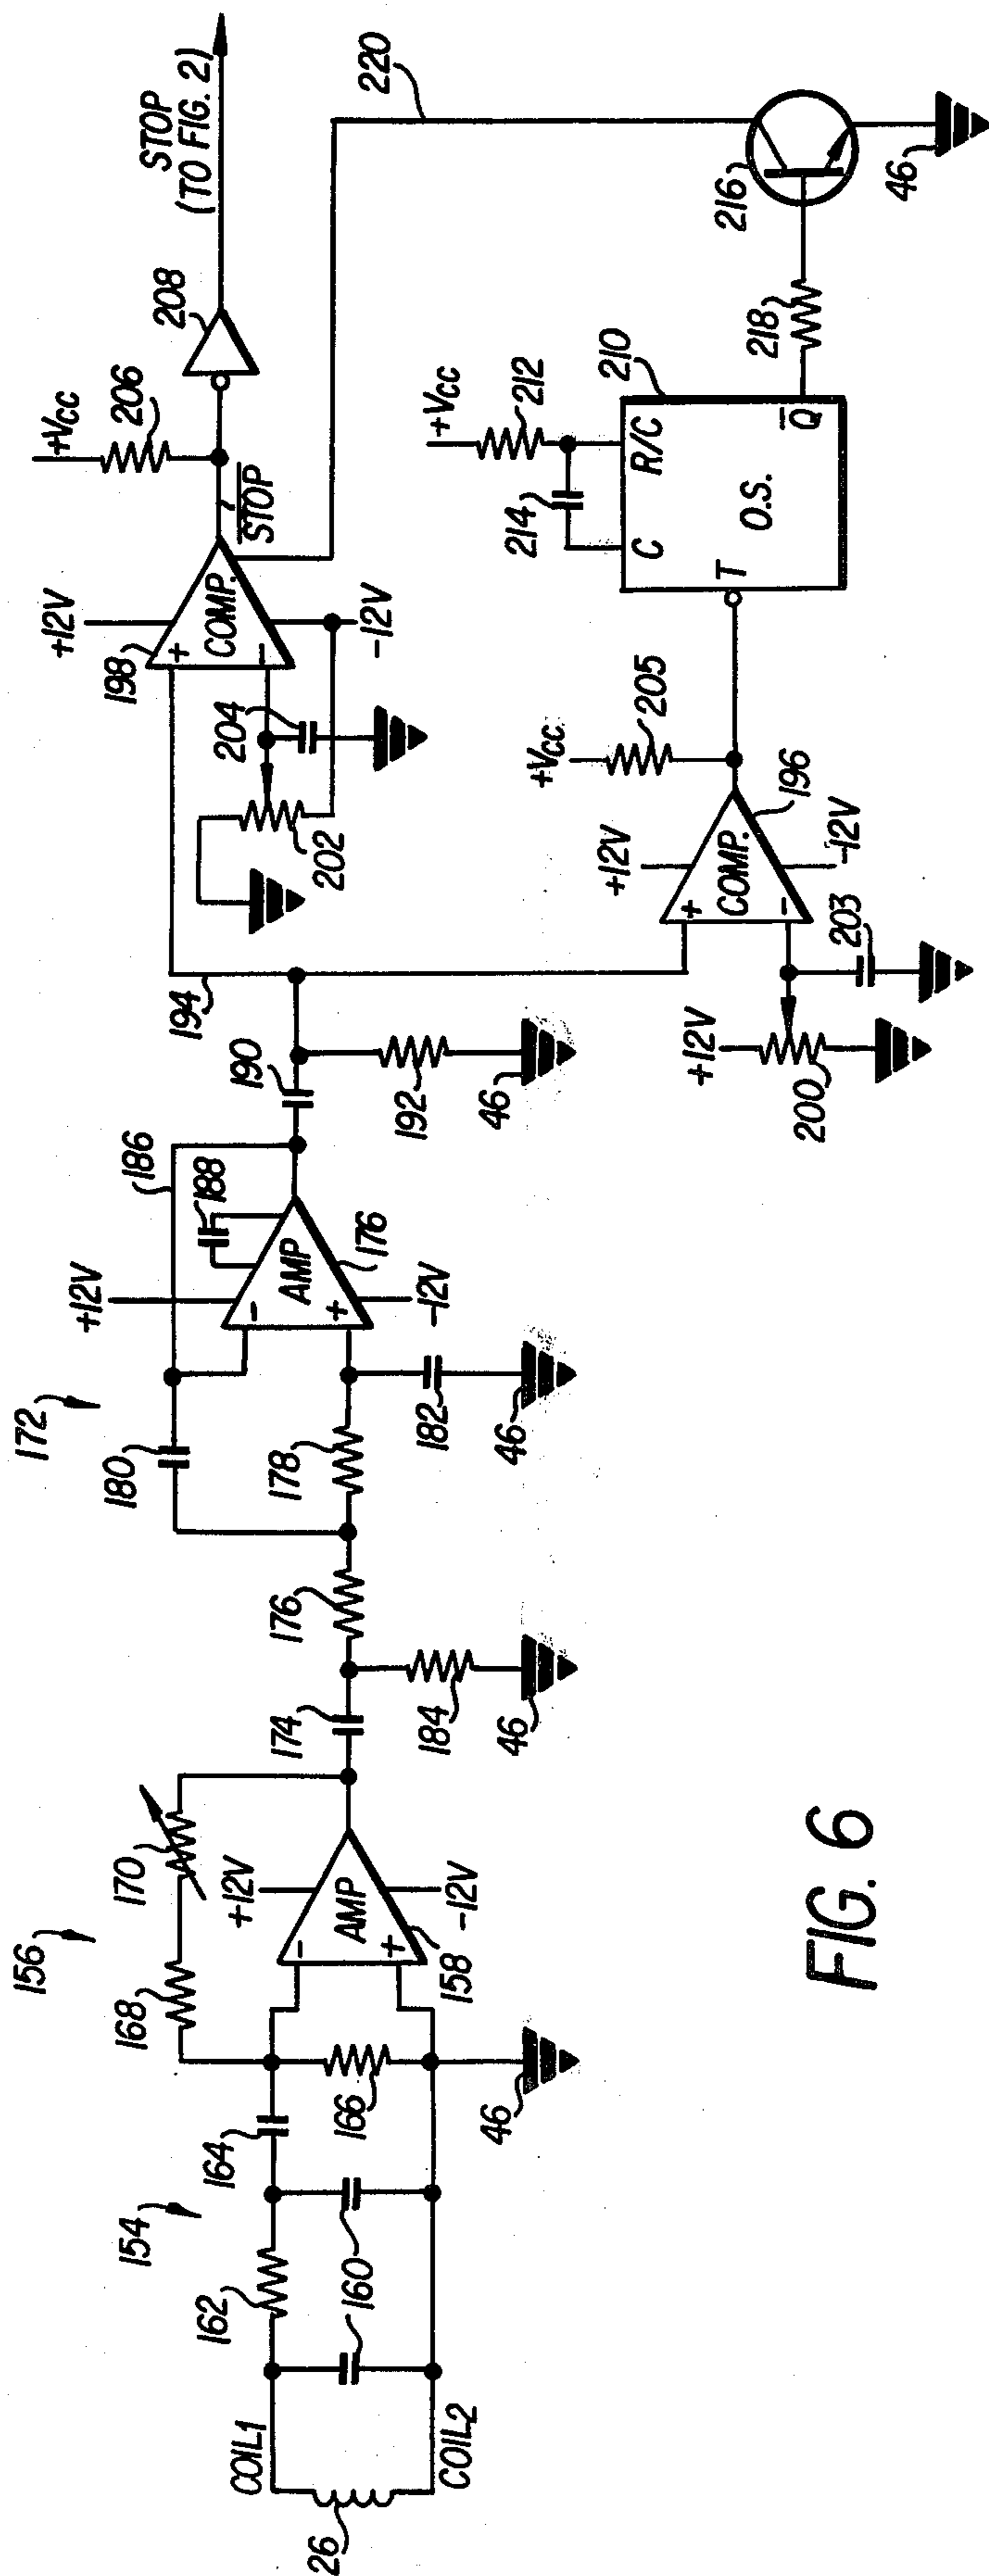 26
COIL1
COIL2
154
162
160
164
166
46
156
168
170
+12V
-
AMP
+
158
-12V
174
184
46
172
176
180
178
182
46
+12V
-
AMP
+
176
-12V
188
186
190
192
46
194
198
+12V
+
COMP.
-
-12V
202
204
STOP
+Vcc
206
208
STOP
(TO FIG. 2)
220
+12V
200
203
+12V
+
COMP.
-
-12V
196
+Vcc
205
214
+Vcc
212
210
C
R/C
T
O.S.
Q
218
216
46
FIG. 6